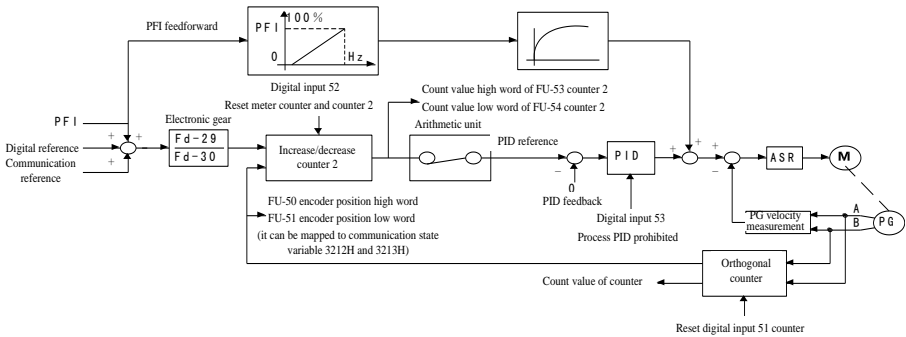 PFI feedforward
100%
PFI
0
Hz
Digital input 52
Reset meter counter and counter 2
Count value high word of FU-53 counter 2
Count value low word of FU-54 counter 2
PFI
Electronic gear
Arithmetic unit
+
+
Digital reference
Communication
reference
+
Fd-29
Fd-30
Increase/decrease
counter 2
PID reference
−
0
PID feedback
PID
+
+
+
−
ASR
M
Digital input 53
Process PID prohibited
PG velocity
measurement
A
B
PG
FU-50 encoder position high word
FU-51 encoder position low word
(it can be mapped to communication state
variable 3212H and 3213H)
Orthogonal
counter
Count value of counter
Reset digital input 51 counter